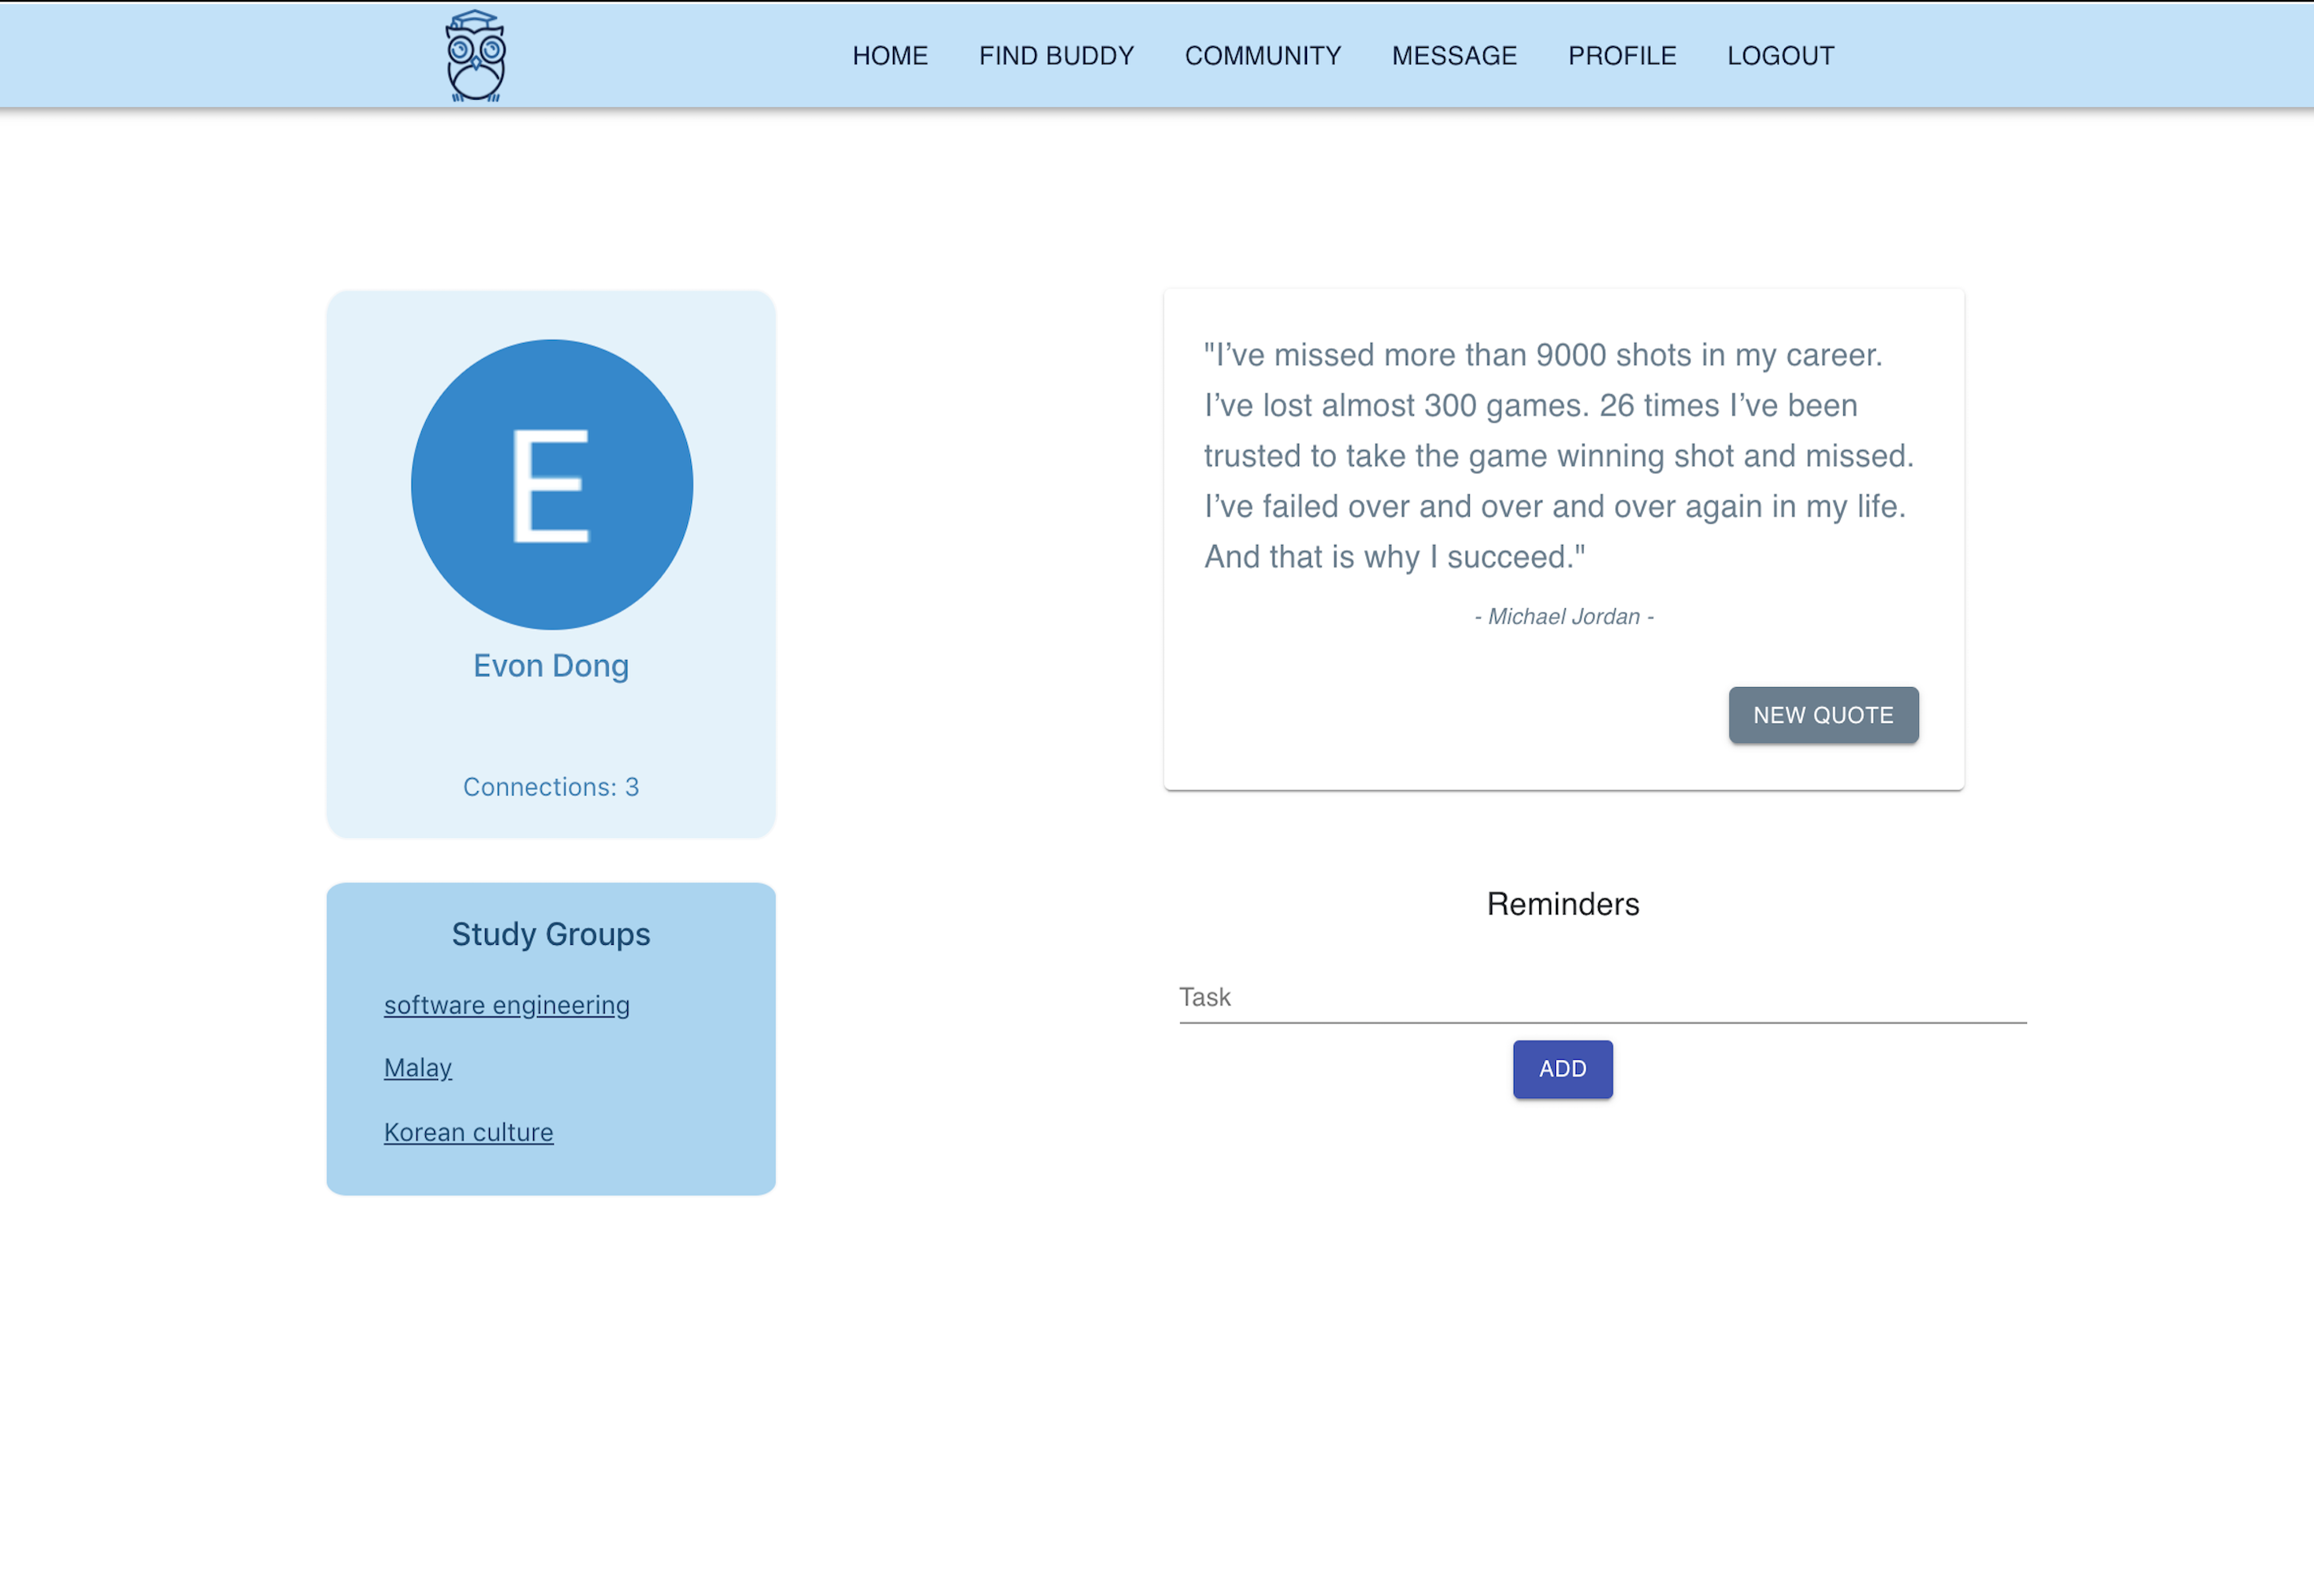 HOME FIND BUDDY COMMUNITY MESSAGE PROFILE LOGOUT
E
Evon Dong
Connections: 3
Study Groups
software engineering
Malay
Korean culture
"I’ve missed more than 9000 shots in my career.
I’ve lost almost 300 games. 26 times I’ve been
trusted to take the game winning shot and missed.
I’ve failed over and over and over again in my life.
And that is why I succeed."
- Michael Jordan -
NEW QUOTE
Reminders
Task
ADD